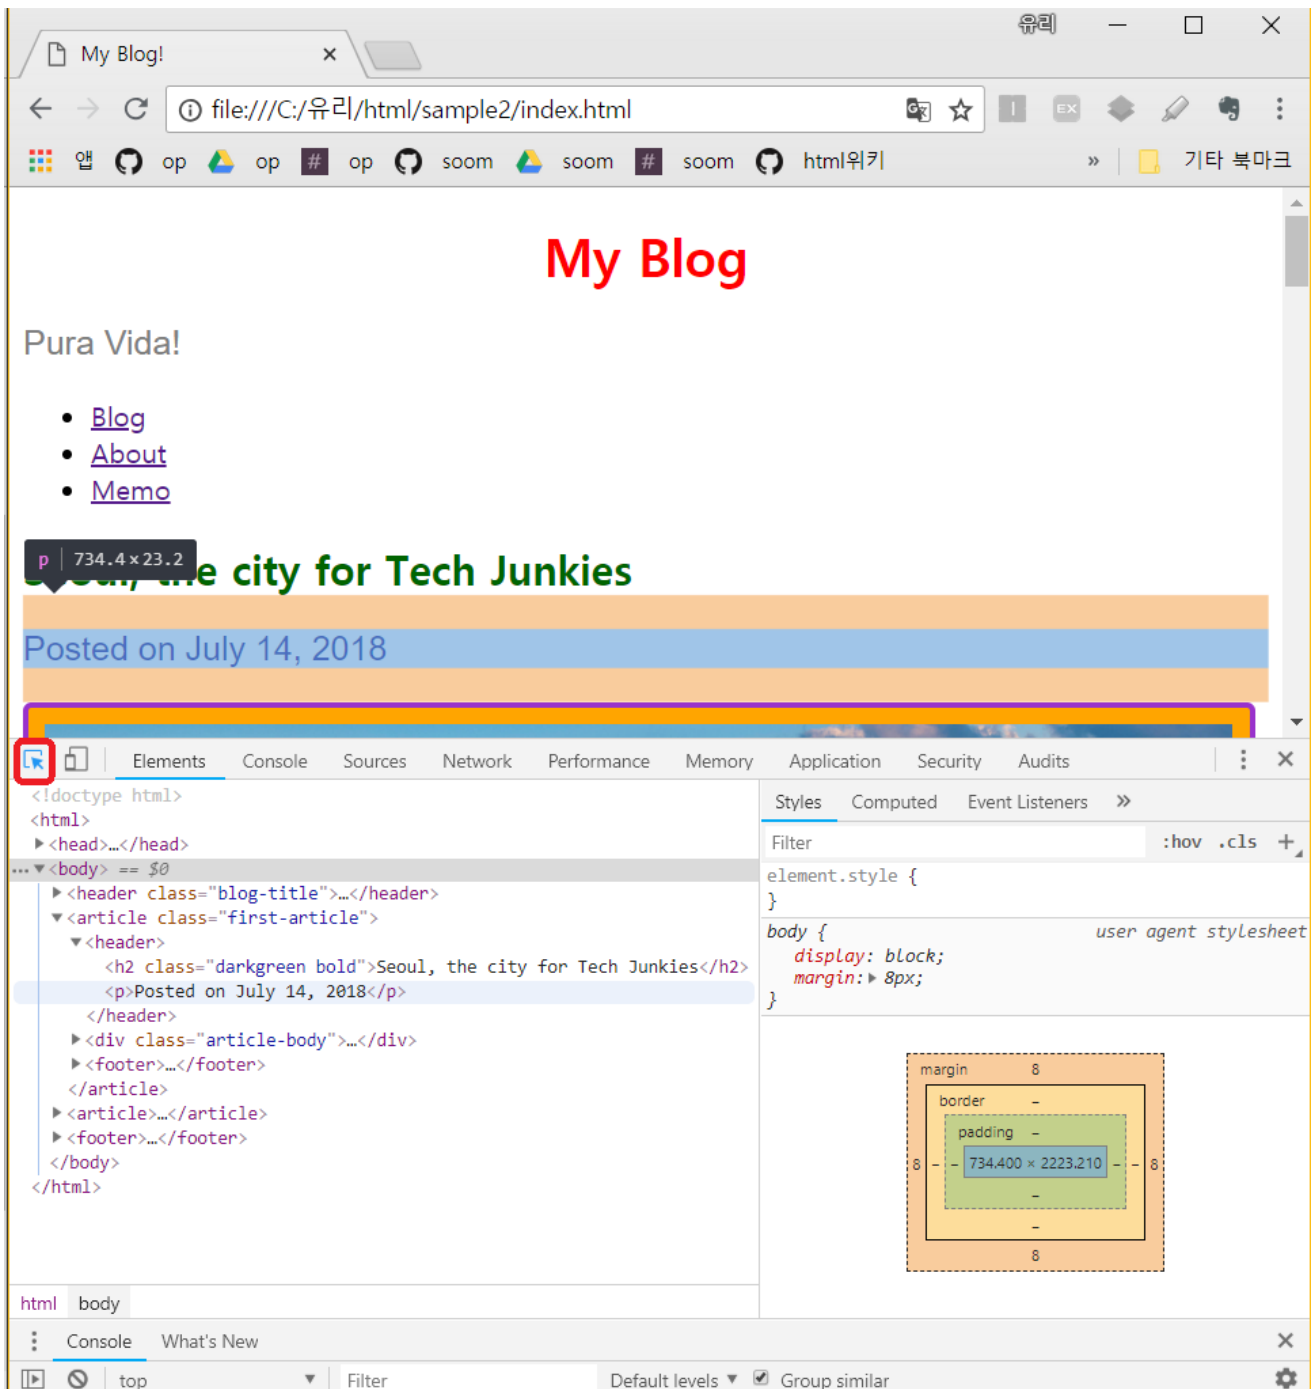 유리
My Blog!
file:///C:/유리/html/sample2/index.html
앱 op op # op soom soom # soom html위키 » 기타 북마크
My Blog
Pura Vida!
Blog
About
Memo
p 734.4×23.2
the city for Tech Junkies
Posted on July 14, 2018
Elements Console Sources Network Performance Memory Application Security Audits
<!doctype html>
<html>
<head>…</head>
<body> == $0
<header class="blog-title">…</header>
<article class="first-article">
<header>
<h2 class="darkgreen bold">Seoul, the city for Tech Junkies</h2>
<p>Posted on July 14, 2018</p>
</header>
<div class="article-body">…</div>
<footer>…</footer>
</article>
<article>…</article>
<footer>…</footer>
</body>
</html>
html body
Styles Computed Event Listeners »
Filter :hov .cls +
element.style {
}
body { user agent stylesheet
display: block;
margin: 8px;
}
margin 8
border –
padding –
8 – – 734.400 × 2223.210 – – 8
–
–
8
Console What's New
top Filter Default levels Group similar